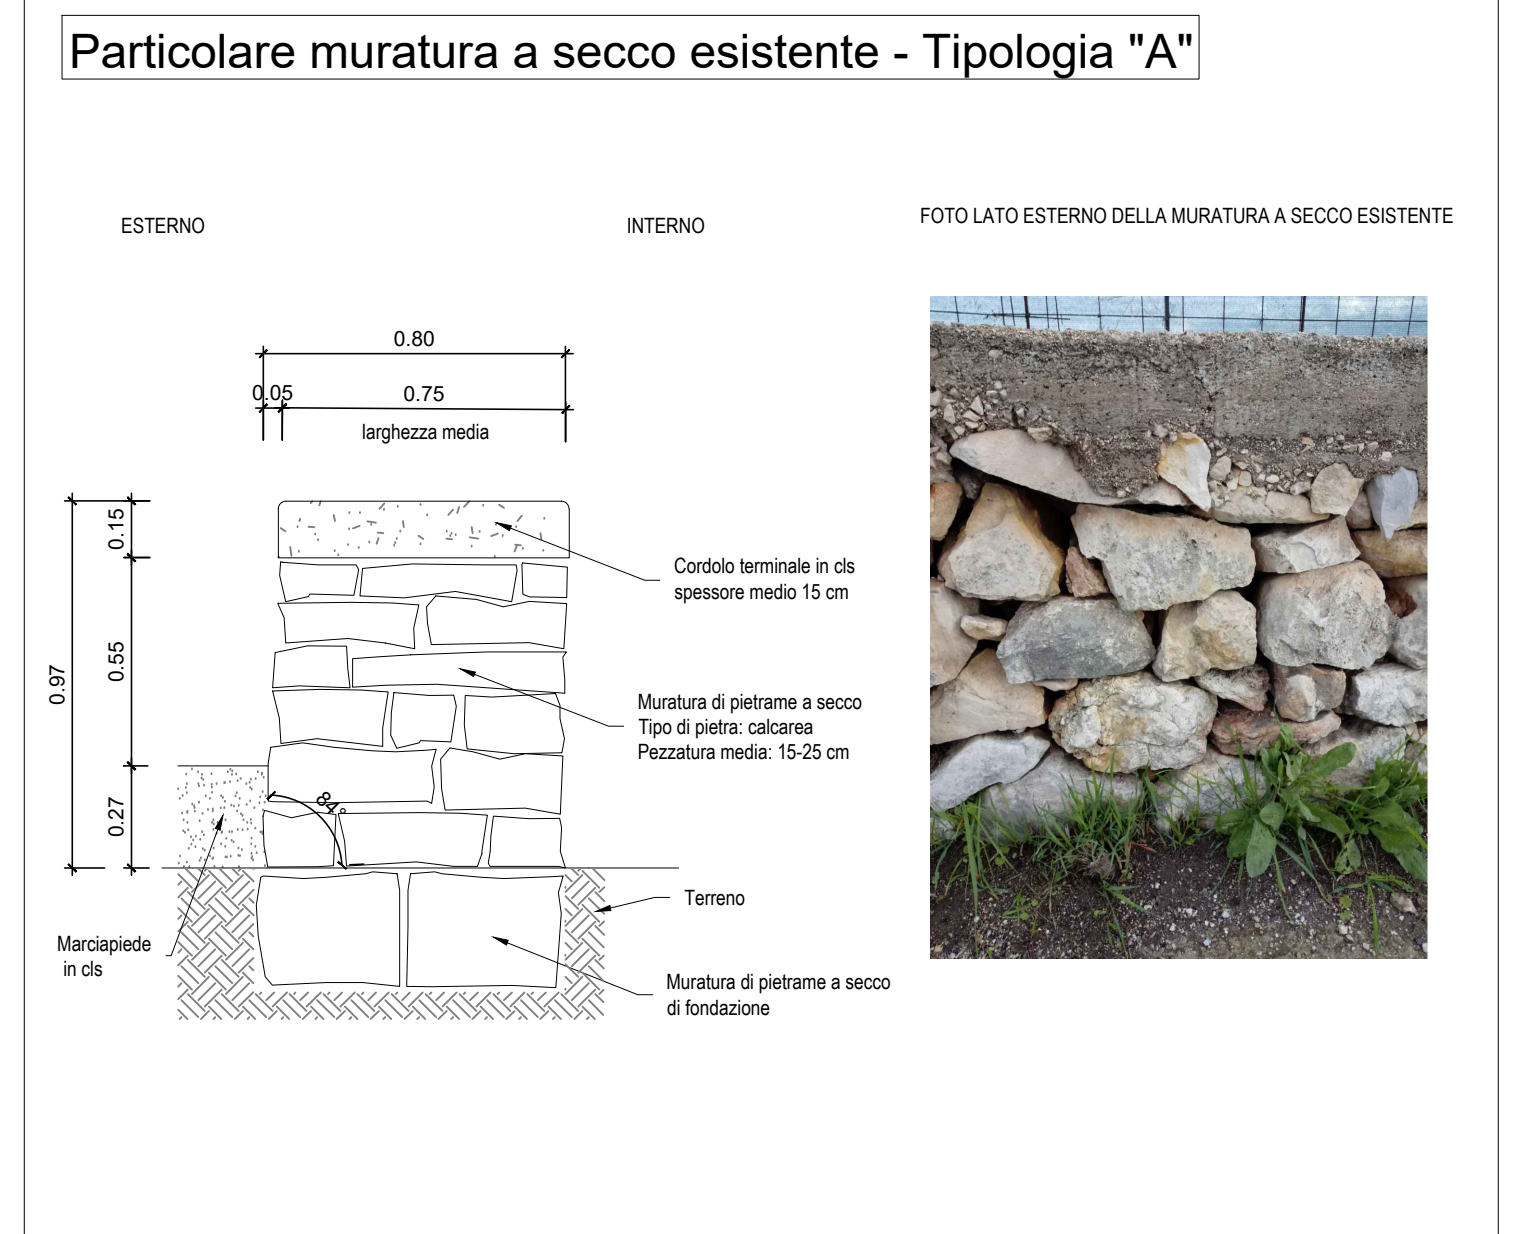 Particolare muratura a secco esistente - Tipologia "A"
ESTERNO
INTERNO
FOTO LATO ESTERNO DELLA MURATURA A SECCO ESISTENTE
0.80
0.05
0.75
larghezza media
0.15
0.55
0.97
0.27
84°
Cordolo terminale in cls
spessore medio 15 cm
Muratura di pietrame a secco
Tipo di pietra: calcarea
Pezzatura media: 15-25 cm
Terreno
Marciapiede
in cls
Muratura di pietrame a secco
di fondazione